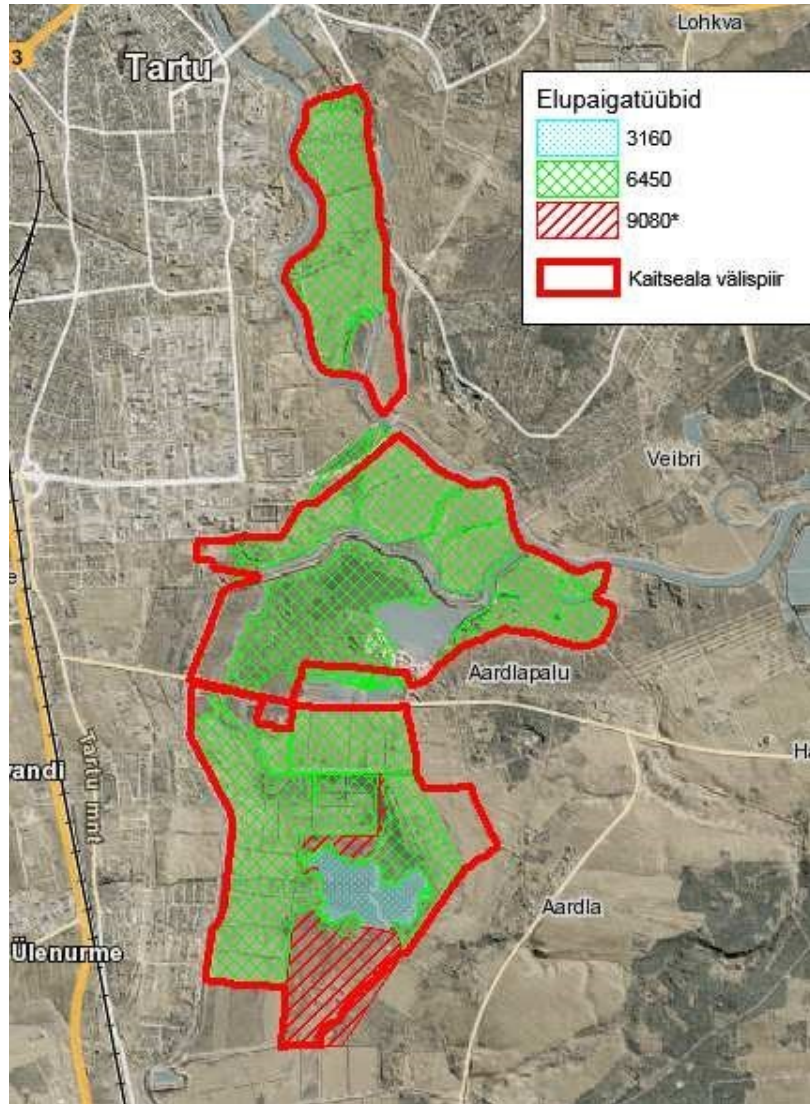 Lohkva
3
Tartu
Elupaigatüübid
3160
6450
9080*
Kaitseala välispiir
Veibri
Aardlapalu
Tartu mnt
Aardla
Ülenurme